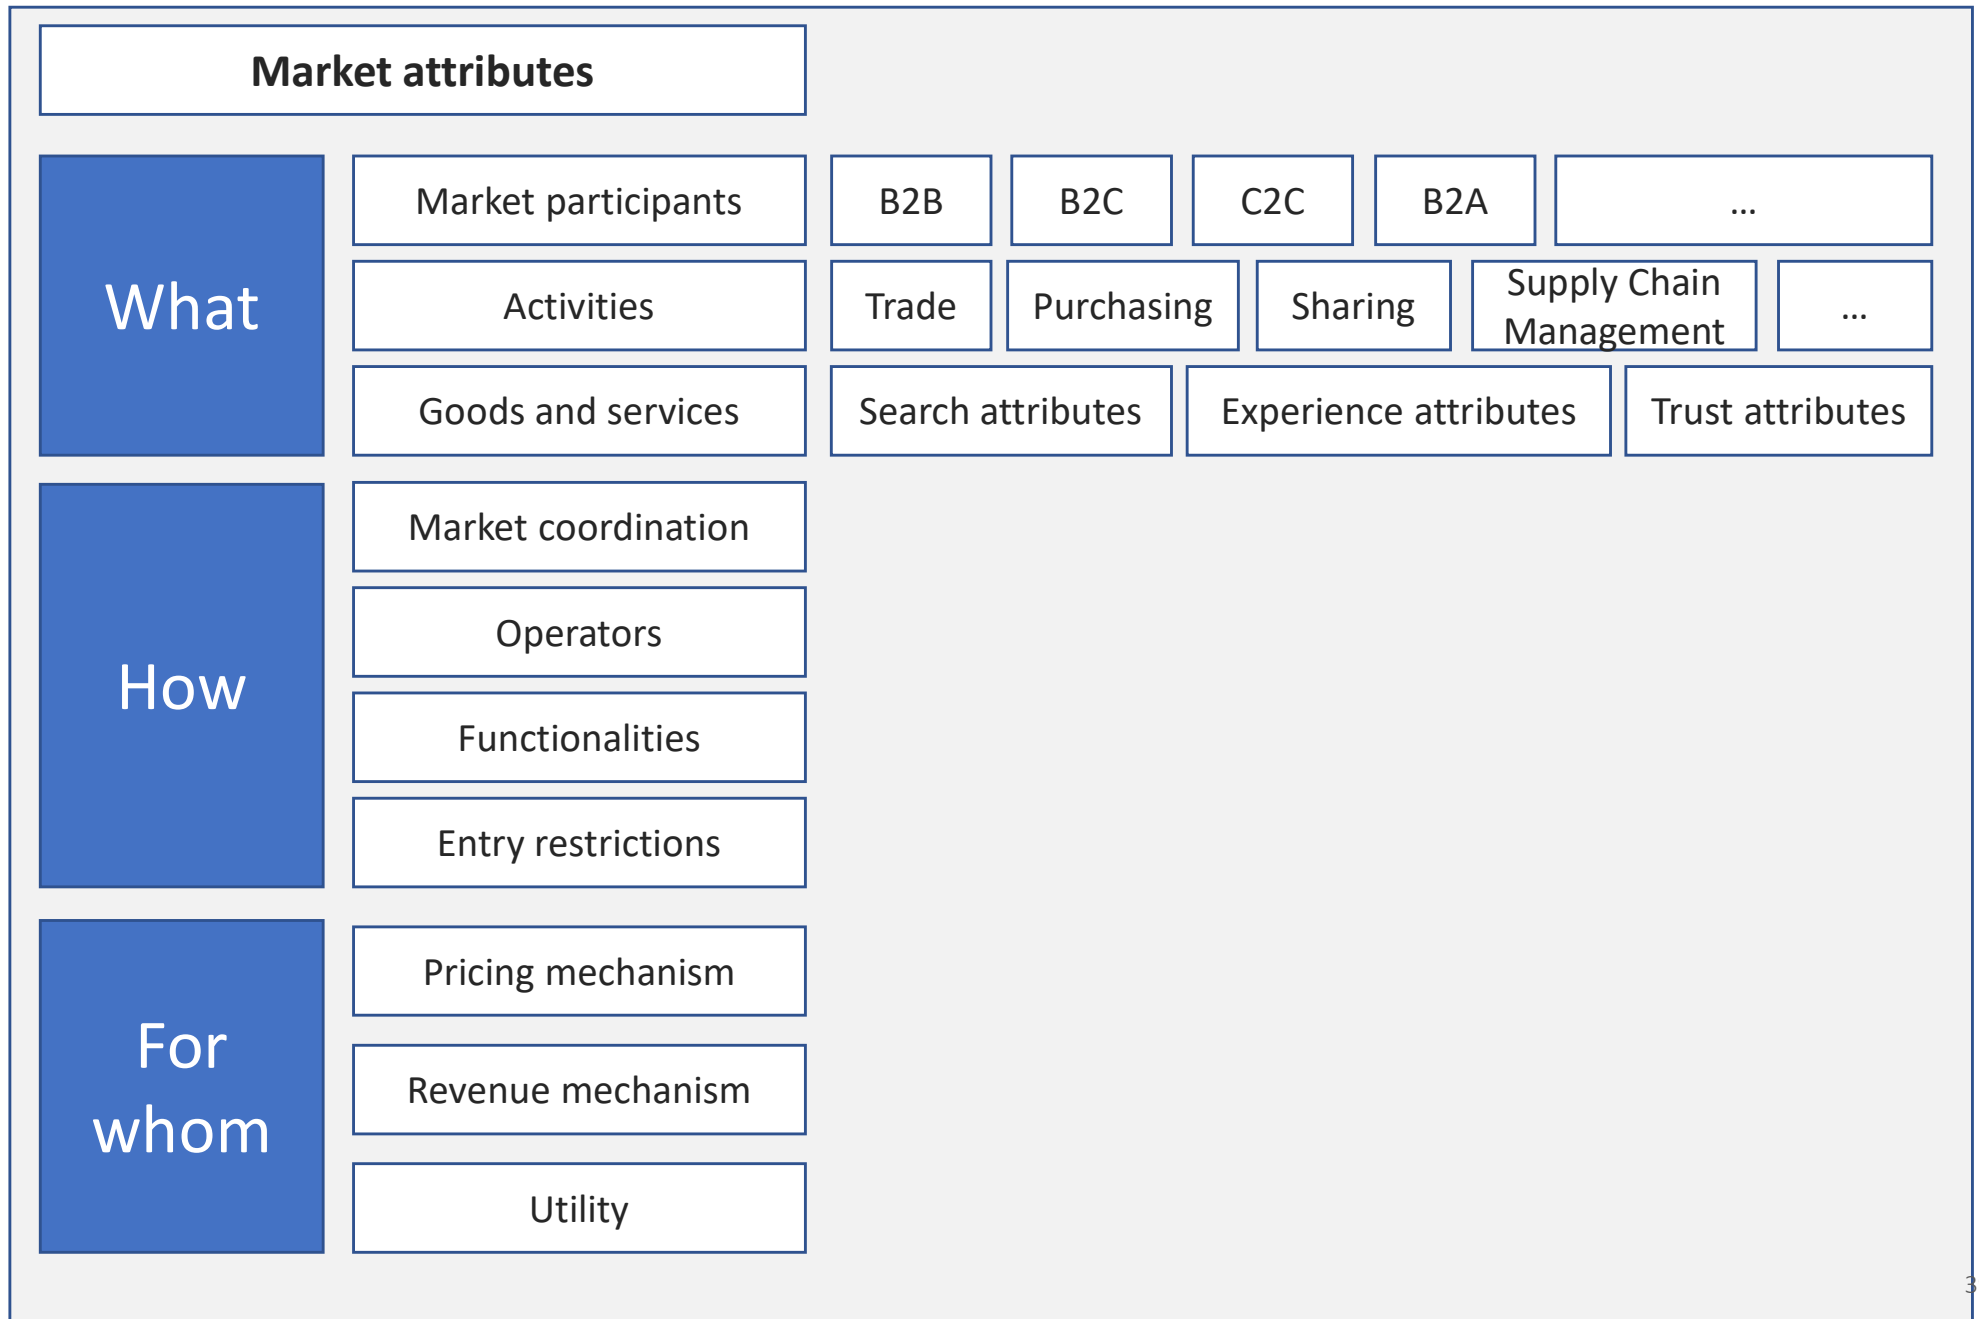 Market attributes
What
Market participants
B2B
B2C
C2C
B2A
...
Activities
Trade
Purchasing
Sharing
Supply Chain
Management
...
Goods and services
Search attributes
Experience attributes
Trust attributes
How
Market coordination
Operators
Functionalities
Entry restrictions
For
whom
Pricing mechanism
Revenue mechanism
Utility
3